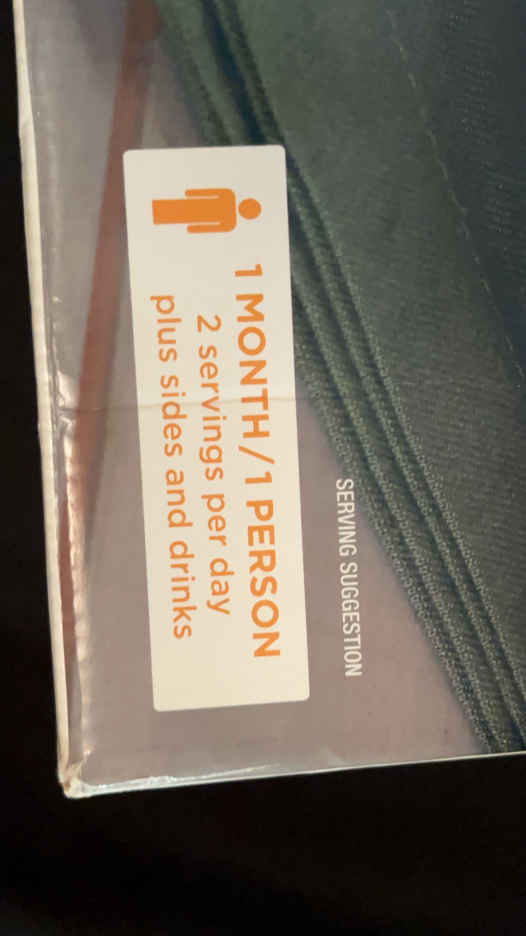 SERVING SUGGESTION
1 MONTH / 1 PERSON
2 servings per day
plus sides and drinks